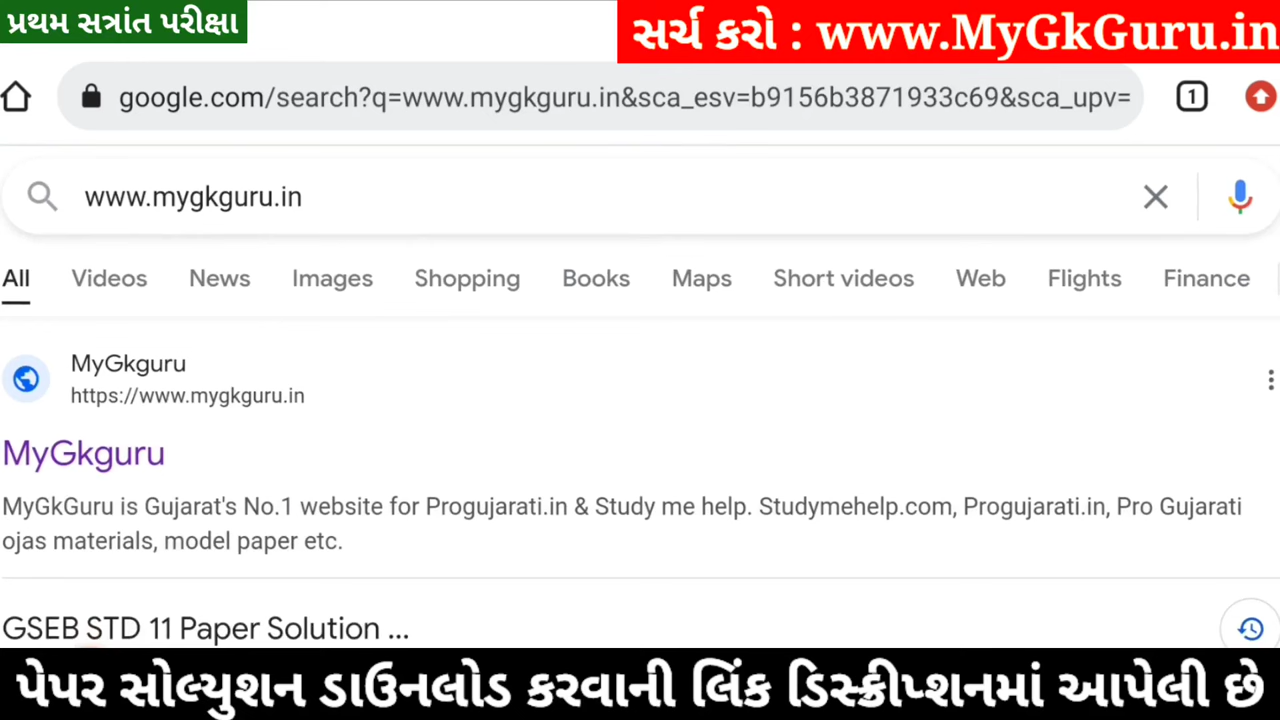 પ્રથમ સત્રાંત પરીક્ષા
સર્ચ કરો : www.MyGkGuru.in
google.com/search?q=www.mygkguru.in&sca_esv=b9156b3871933c69&sca_upv=
1
www.mygkguru.in
All Videos News Images Shopping Books Maps Short videos Web Flights Finance
MyGkguru
https://www.mygkguru.in
MyGkguru
MyGkGuru is Gujarat's No.1 website for Progujarati.in & Study me help. Studymehelp.com, Progujarati.in, Pro Gujarati
ojas materials, model paper etc.
GSEB STD 11 Paper Solution ...
પેપર સોલ્યુશન ડાઉનલોડ કરવાની લિંક ડિસ્ક્રીપ્શનમાં આપેલી છે